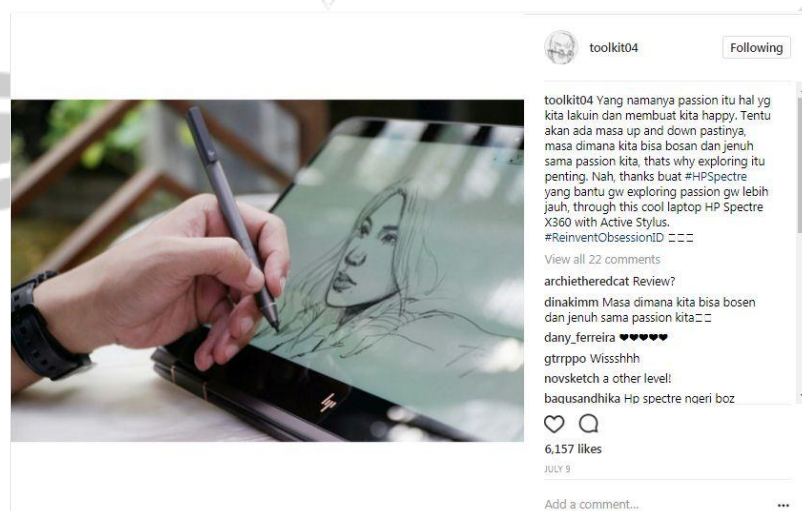 toolkit04
Following
toolkit04 Yang namanya passion itu hal yg
kita lakuin dan membuat kita happy. Tentu
akan ada masa up and down pastinya,
masa dimana kita bisa bosan dan jenuh
sama passion kita, thats why exploring itu
penting. Nah, thanks buat #HPSpectre
yang bantu gw exploring passion gw lebih
jauh, through this cool laptop HP Spectre
X360 with Active Stylus.
#ReinventObsessionID
View all 22 comments
archietheredcat Review?
dinakimm Masa dimana kita bisa bosen
dan jenuh sama passion kita
dany_ferreira ♥♥♥♥♥
gtrrppo Wissshhh
novsketch a other level!
bagusandhika Hp spectre ngeri boz
6,157 likes
JULY 9
Add a comment...
hp